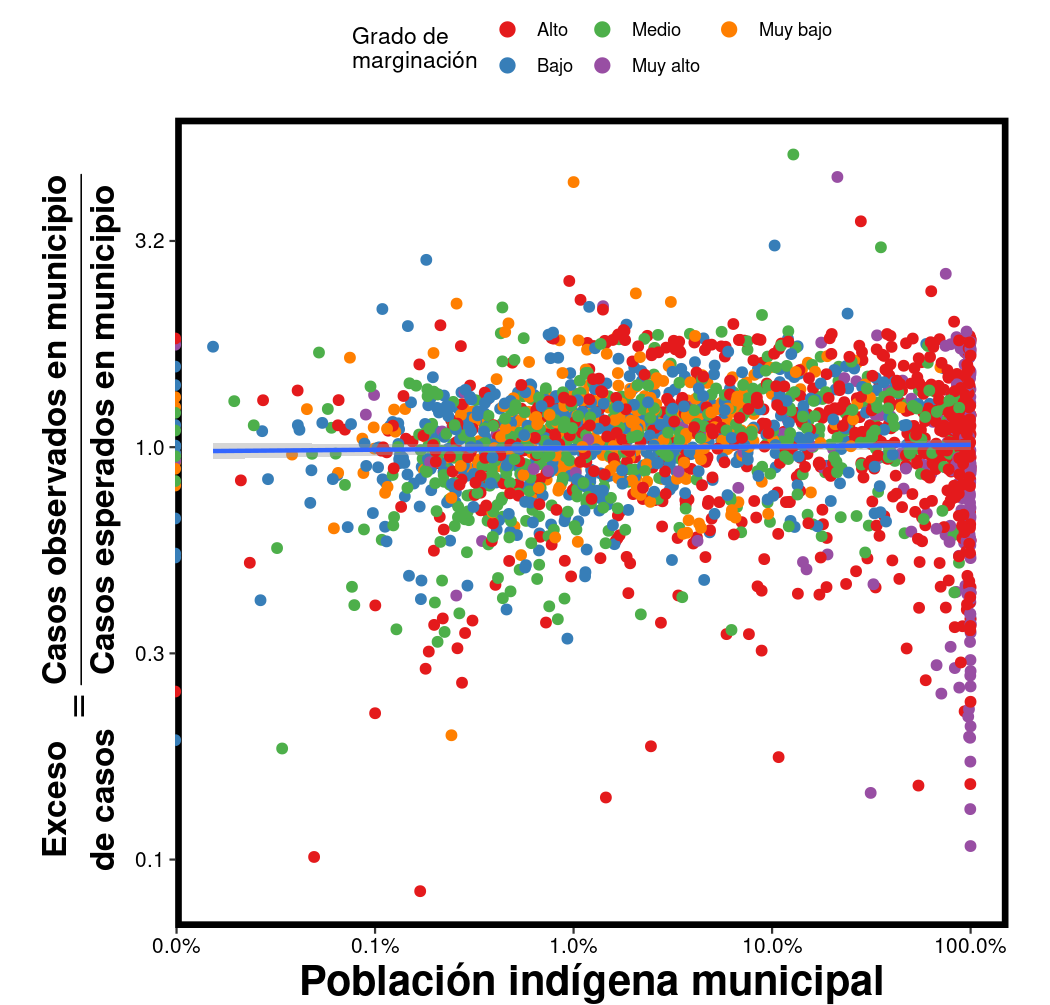 Grado de
marginación
Alto
Medio
Muy bajo
Bajo
Muy alto
Exceso
de casos
=
Casos observados en municipio
Casos esperados en municipio
3.2
1.0
0.3
0.1
0.0%
0.1%
1.0%
10.0%
100.0%
Población indígena municipal